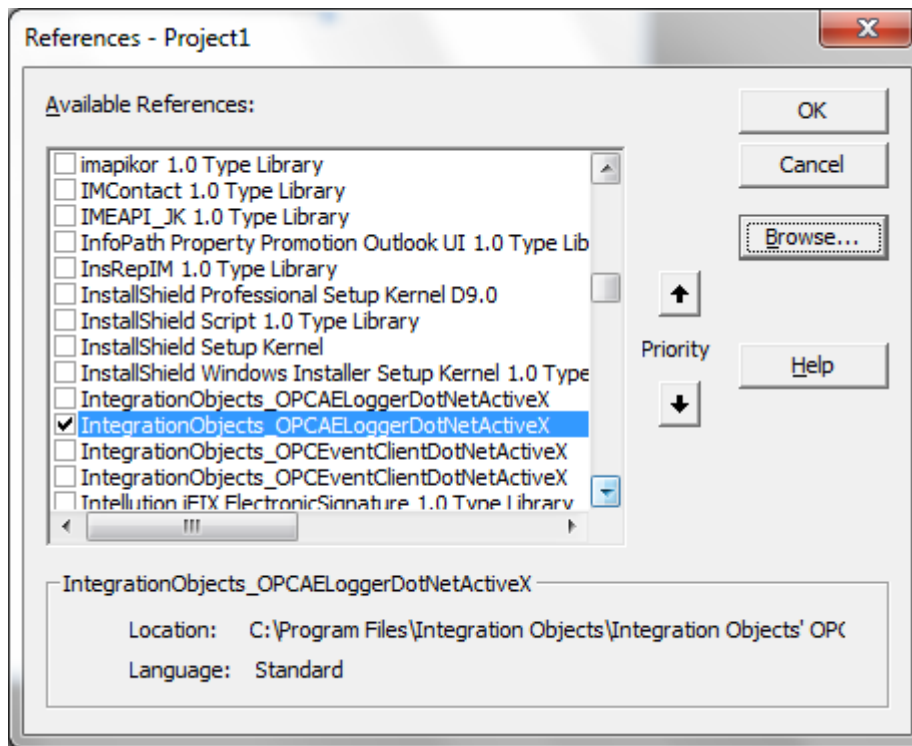 References - Project1
Available References:
imapikor 1.0 Type Library
IMContact 1.0 Type Library
IMEAPI_JK 1.0 Type Library
InfoPath Property Promotion Outlook UI 1.0 Type Lib
InsRepIM 1.0 Type Library
InstallShield Professional Setup Kernel D9.0
InstallShield Script 1.0 Type Library
InstallShield Setup Kernel
InstallShield Windows Installer Setup Kernel 1.0 Type
IntegrationObjects_OPCAELoggerDotNetActiveX
IntegrationObjects_OPCAELoggerDotNetActiveX
IntegrationObjects_OPCEventClientDotNetActiveX
IntegrationObjects_OPCEventClientDotNetActiveX
Intellution iFIX ElectronicSignature 1.0 Type Library
OK
Cancel
Browse...
Priority
Help
IntegrationObjects_OPCAELoggerDotNetActiveX
Location: C:\Program Files\Integration Objects\Integration Objects' OP(
Language: Standard